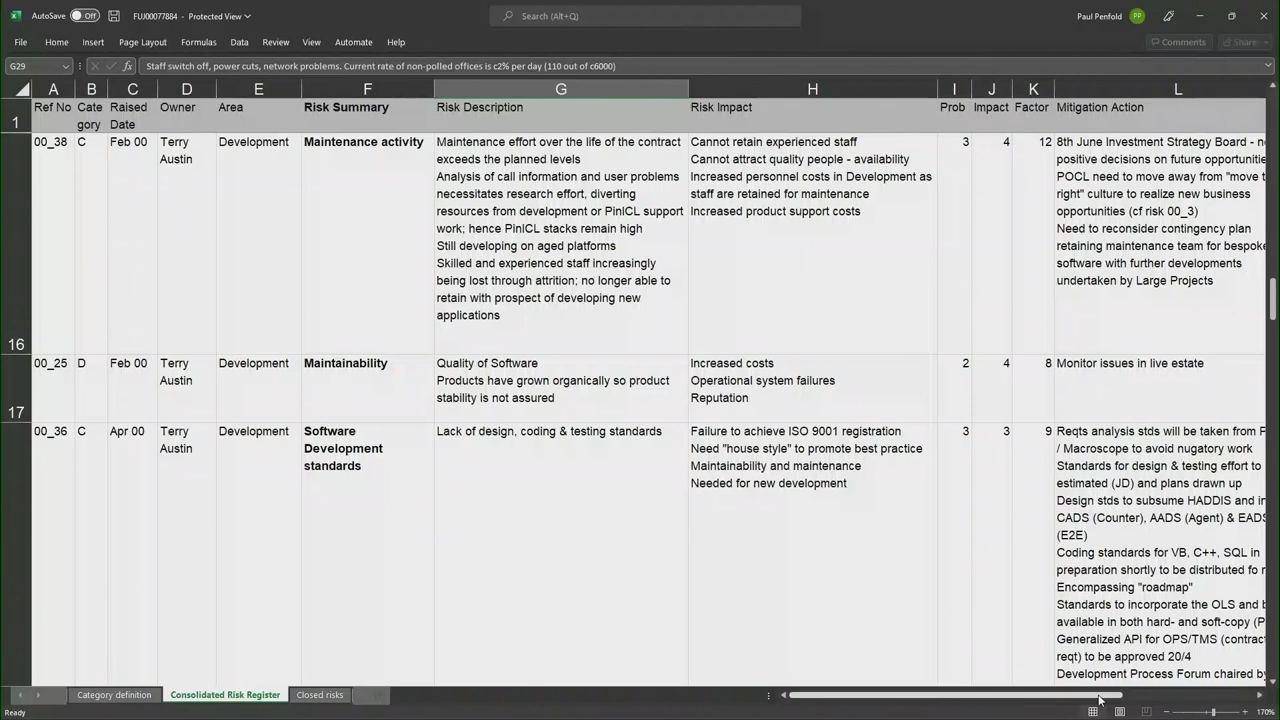 AutoSave Off FUJ00077884 - Protected View Search (Alt+Q) Paul Penfold PP
File Home Insert Page Layout Formulas Data Review View Automate Help Comments Share
G29 fx Staff switch off, power cuts, network problems. Current rate of non-polled offices is c2% per day (110 out of c6000)
A B C D E F G H I J K L
1
Ref No
Cate
gory
Raised
Date
Owner
Area
Risk Summary
Risk Description
Risk Impact
Prob
Impact
Factor
Mitigation Action
16
00_38
C
Feb 00
Terry
Austin
Development
Maintenance activity
Maintenance effort over the life of the contract
exceeds the planned levels
Analysis of call information and user problems
necessitates research effort, diverting
resources from development or PinICL support
work; hence PinICL stacks remain high
Still developing on aged platforms
Skilled and experienced staff increasingly
being lost through attrition; no longer able to
retain with prospect of developing new
applications
Cannot retain experienced staff
Cannot attract quality people - availability
Increased personnel costs in Development as
staff are retained for maintenance
Increased product support costs
3
4
12
8th June Investment Strategy Board - n
positive decisions on future opportunitie
POCL need to move away from "move t
right" culture to realize new business
opportunities (cf risk 00_3)
Need to reconsider contingency plan
retaining maintenance team for bespok
software with further developments
undertaken by Large Projects
17
00_25
D
Feb 00
Terry
Austin
Development
Maintainability
Quality of Software
Products have grown organically so product
stability is not assured
Increased costs
Operational system failures
Reputation
2
4
8
Monitor issues in live estate
00_36
C
Apr 00
Terry
Austin
Development
Software
Development
standards
Lack of design, coding & testing standards
Failure to achieve ISO 9001 registration
Need "house style" to promote best practice
Maintainability and maintenance
Needed for new development
3
3
9
Reqts analysis stds will be taken from
/ Macroscope to avoid nugatory work
Standards for design & testing effort to
estimated (JD) and plans drawn up
Design stds to subsume HADDIS and in
CADS (Counter), AADS (Agent) & EAD
(E2E)
Coding standards for VB, C++, SQL in
preparation shortly to be distributed fo r
Encompassing "roadmap"
Standards to incorporate the OLS and b
available in both hard- and soft-copy (P
Generalized API for OPS/TMS (contrac
reqt) to be approved 20/4
Development Process Forum chaired by
Category definition Consolidated Risk Register Closed risks
Ready 170%